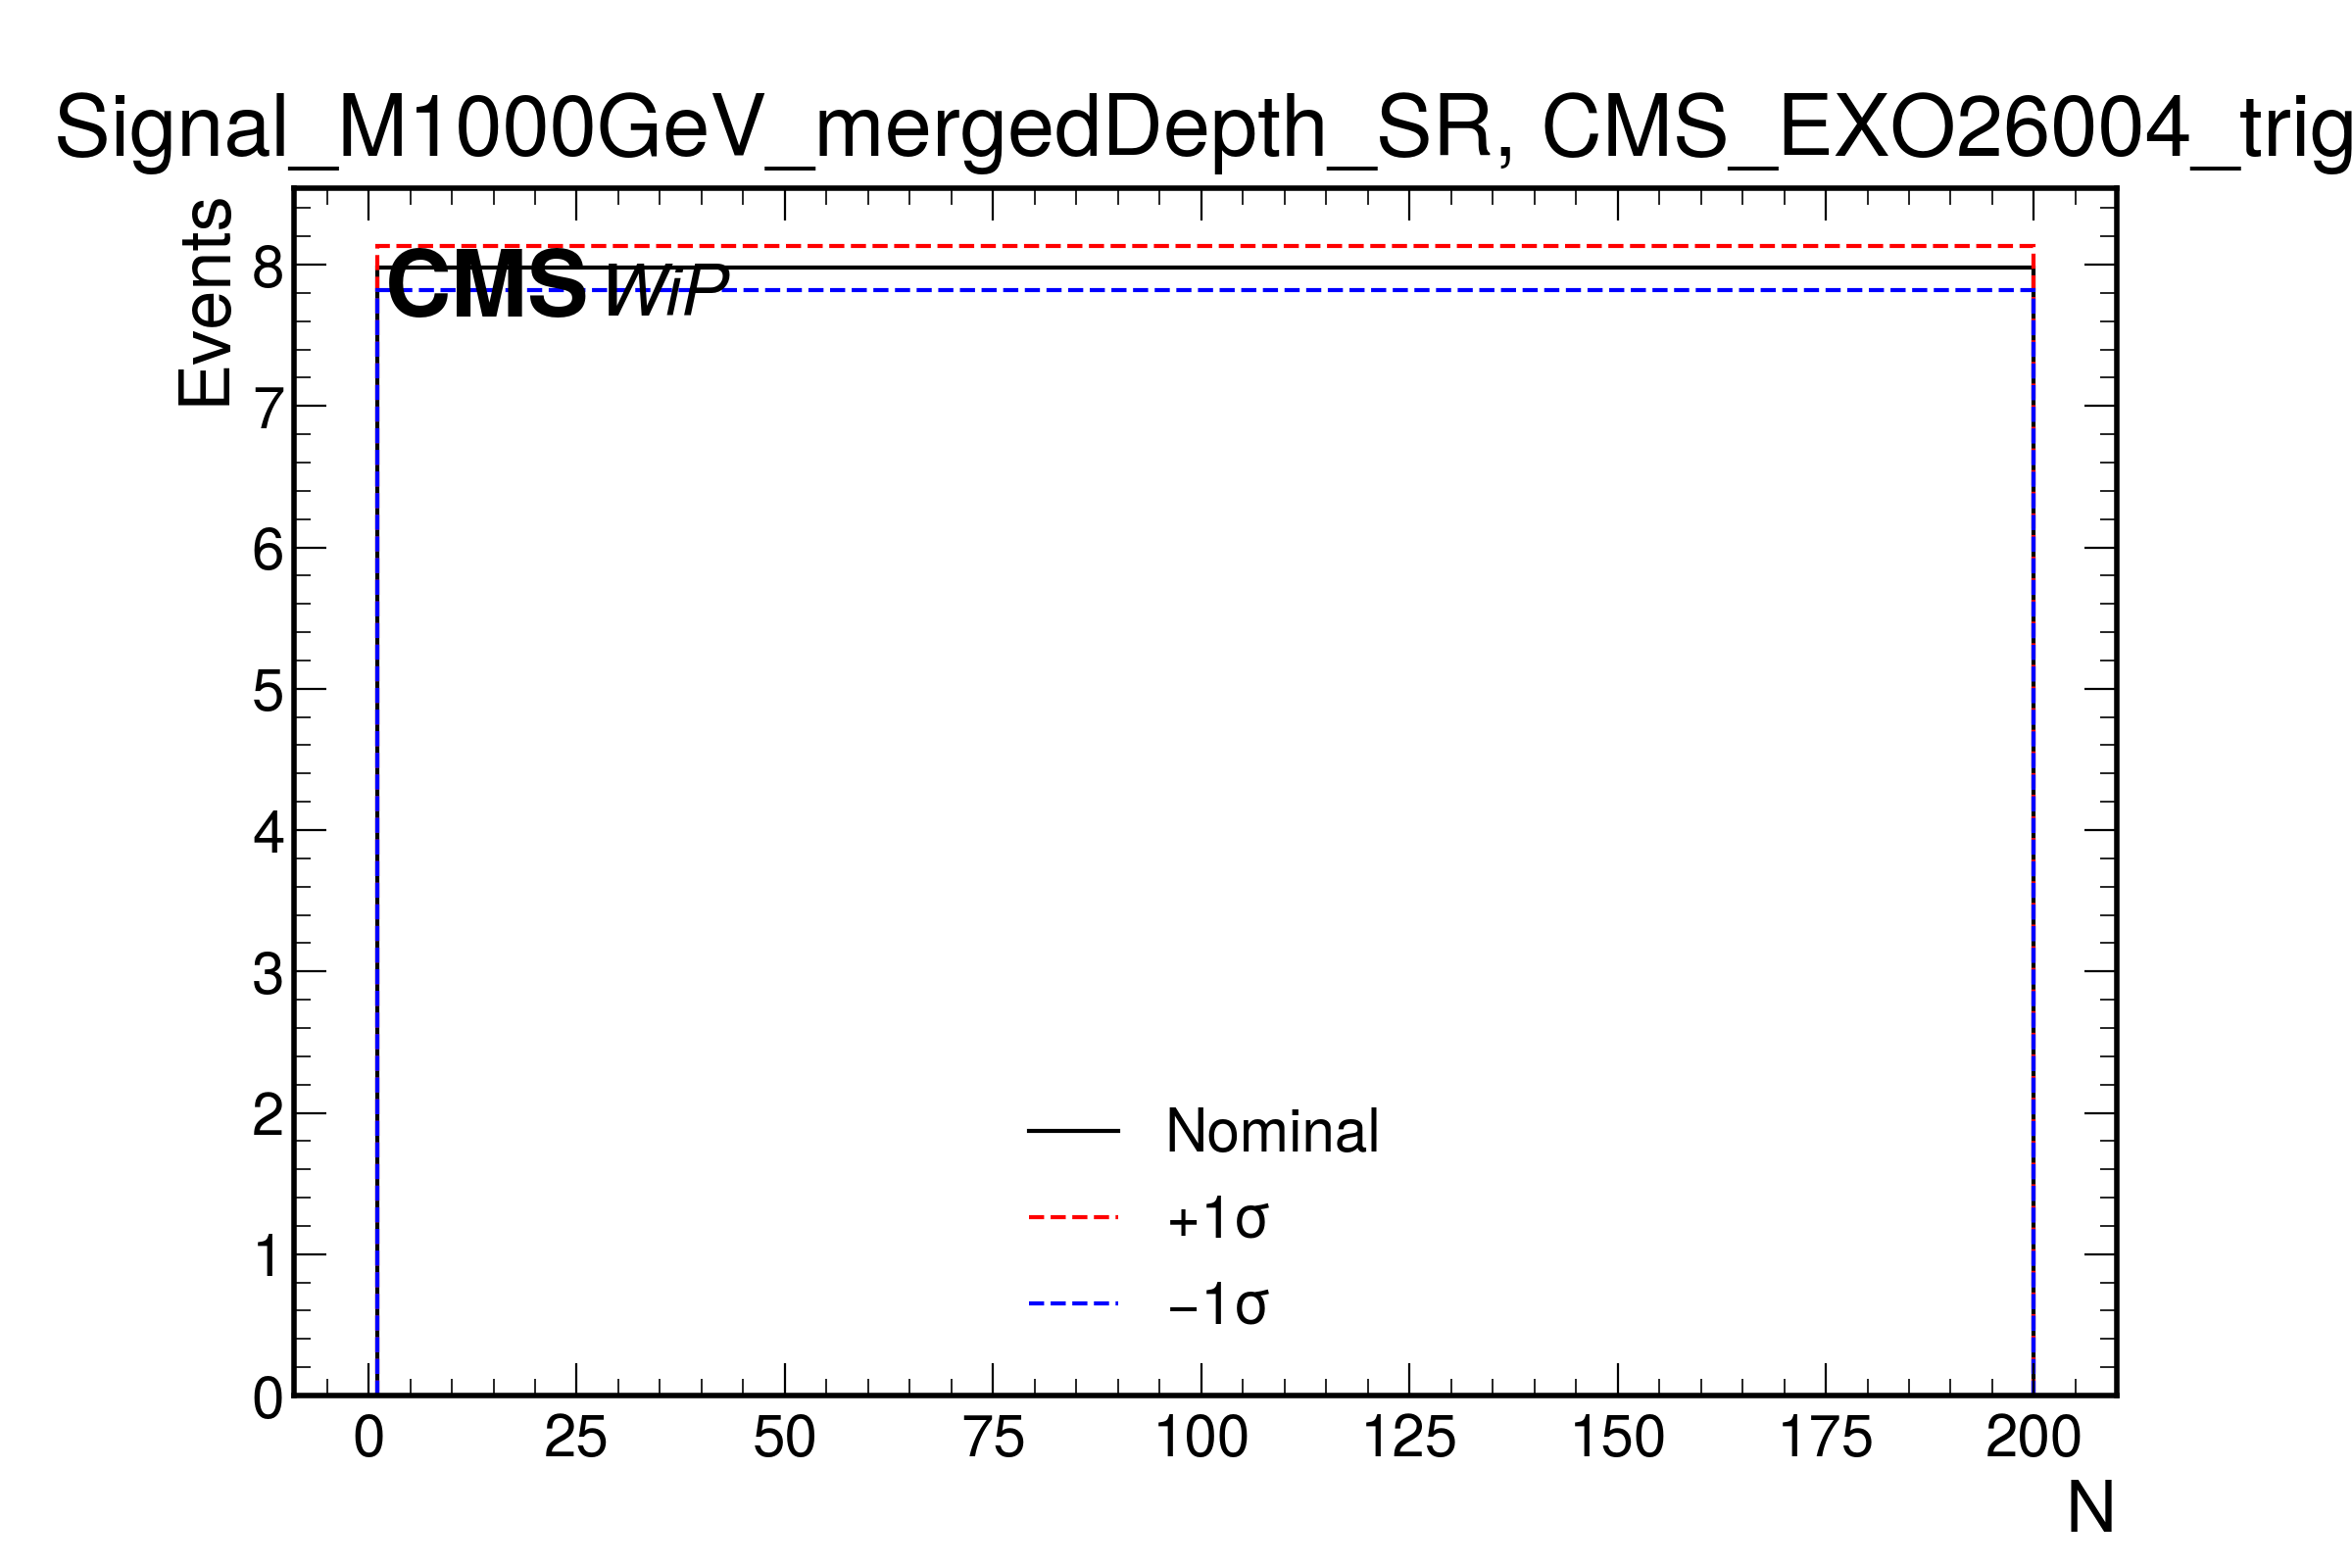 Signal_M1000GeV_mergedDepth_SR, CMS_EXO26004_trig
Events
CMS WiP
8
7
6
5
4
3
2
1
0
Nominal
+1σ
−1σ
0 25 50 75 100 125 150 175 200
N